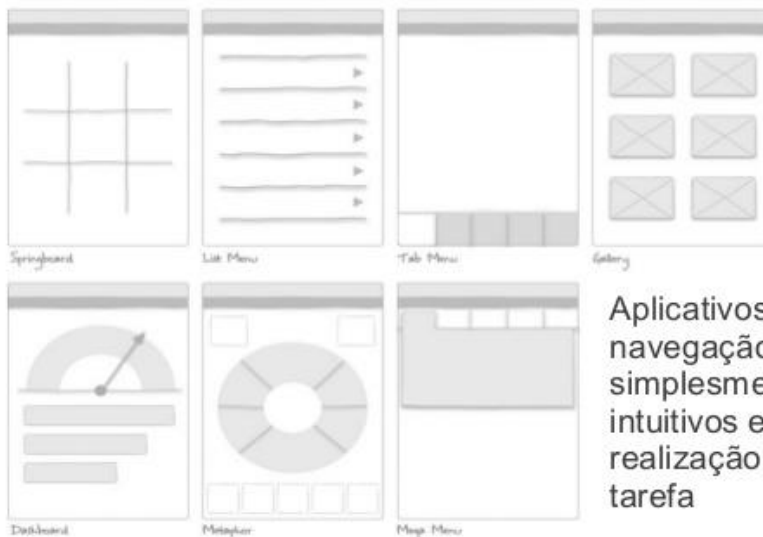 Springboard
List Menu
Tab Menu
Gallery
Dashboard
Metaphor
Mega Menu
Aplicativos
navegação
simplesme
intuitivos e
realização
tarefa